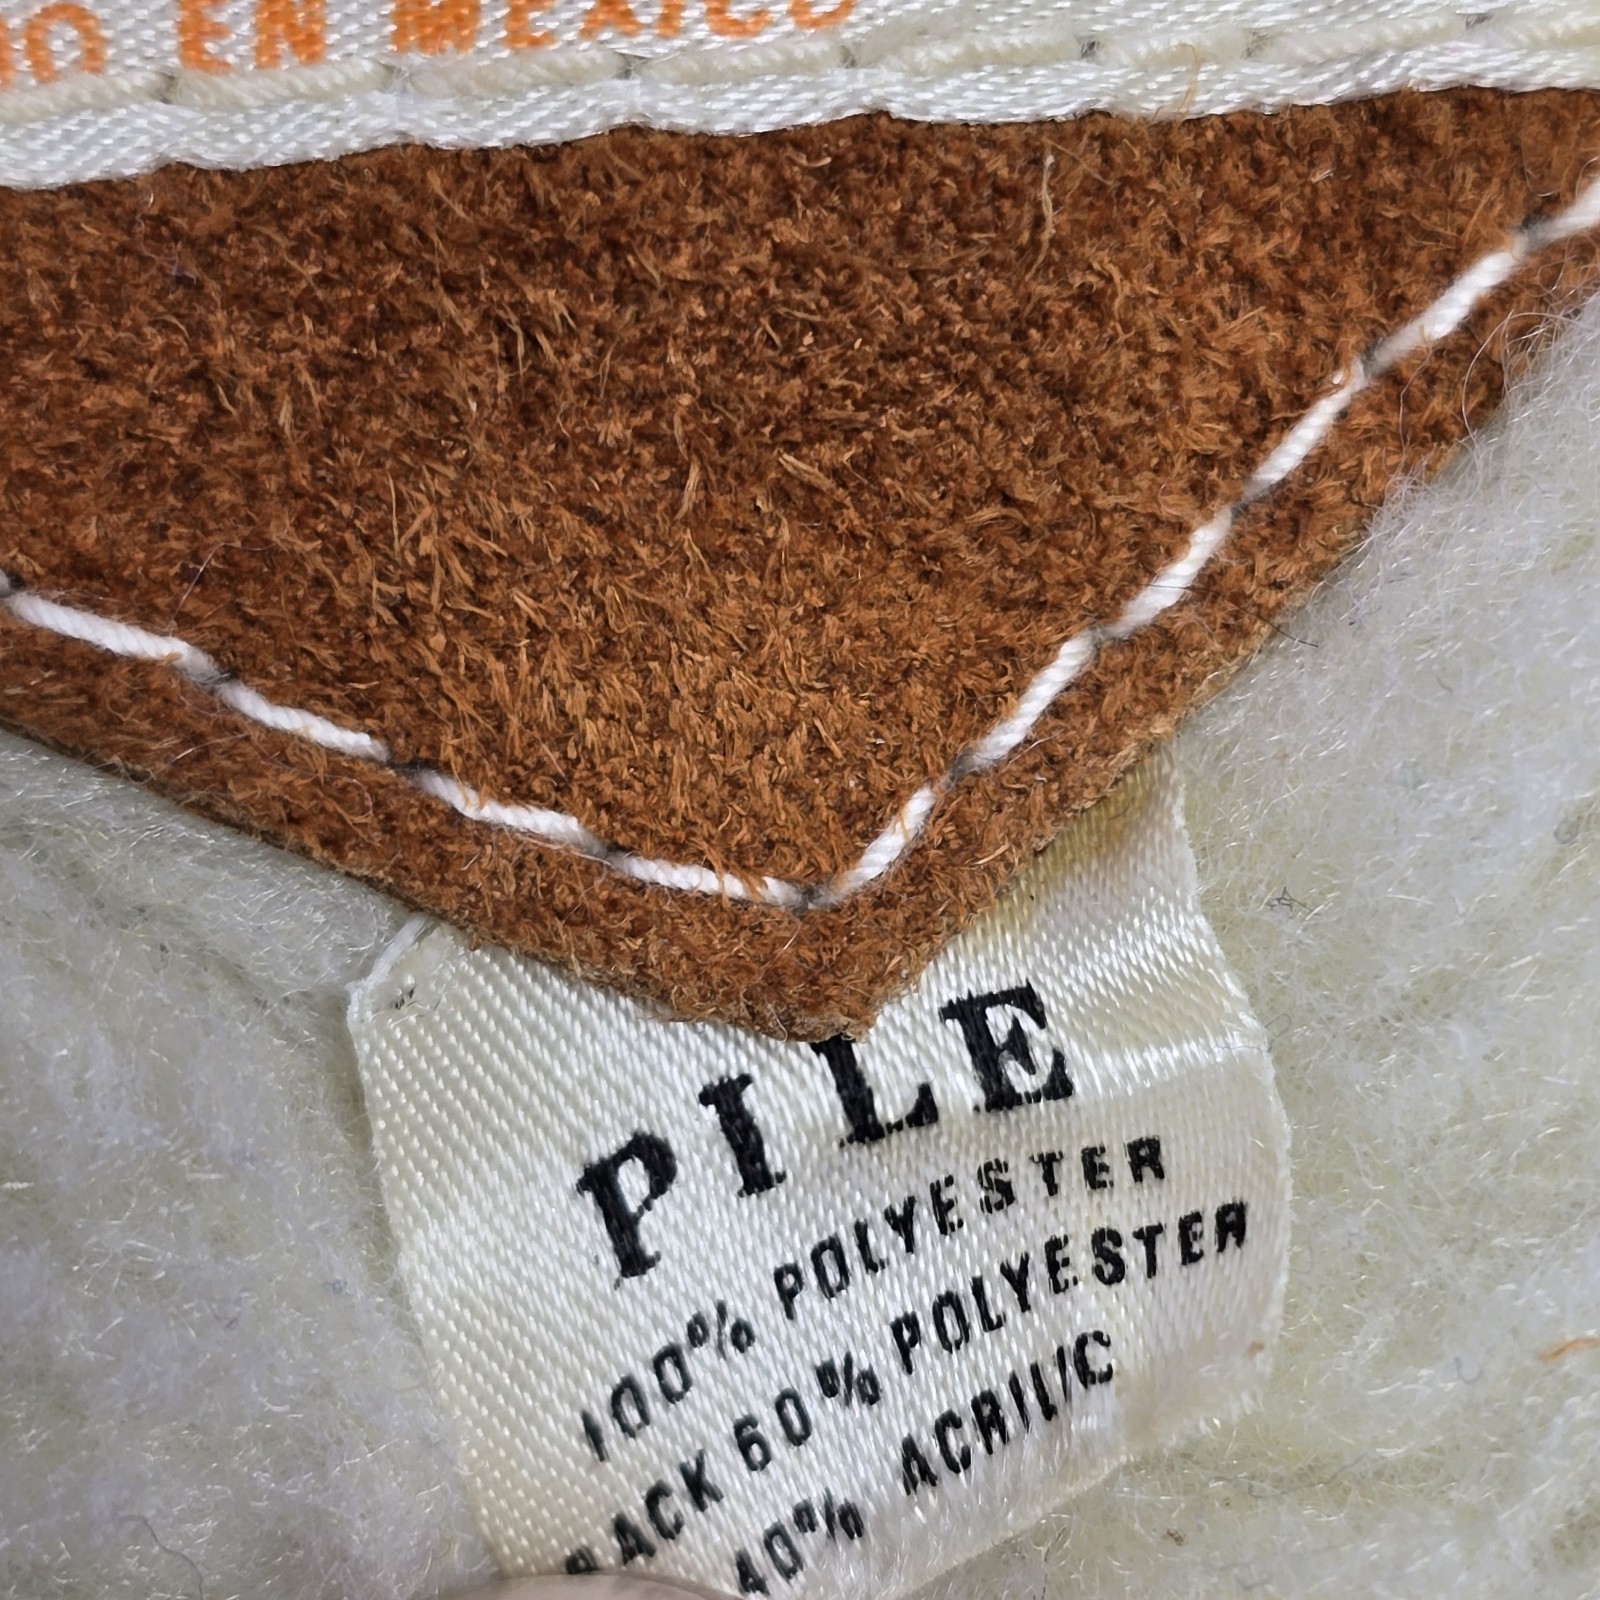 EN MEXICO
PILE
100% POLYESTER
BACK 60% POLYESTER
40% ACRILIC